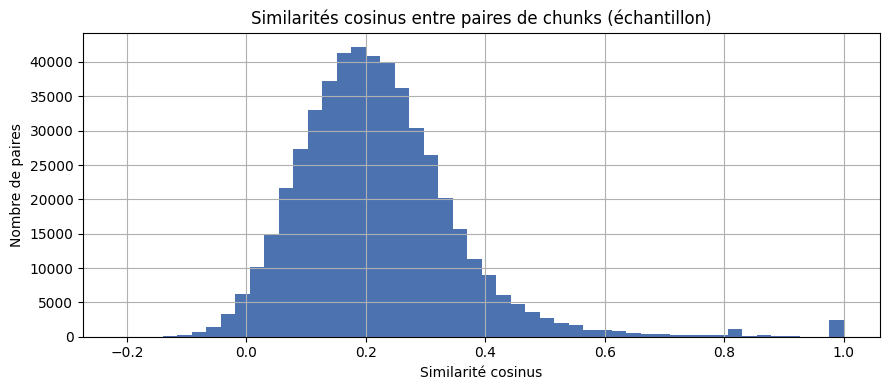 Similarités cosinus entre paires de chunks (échantillon)
Nombre de paires
40000
35000
30000
25000
20000
15000
10000
5000
0
−0.2 0.0 0.2 0.4 0.6 0.8 1.0
Similarité cosinus